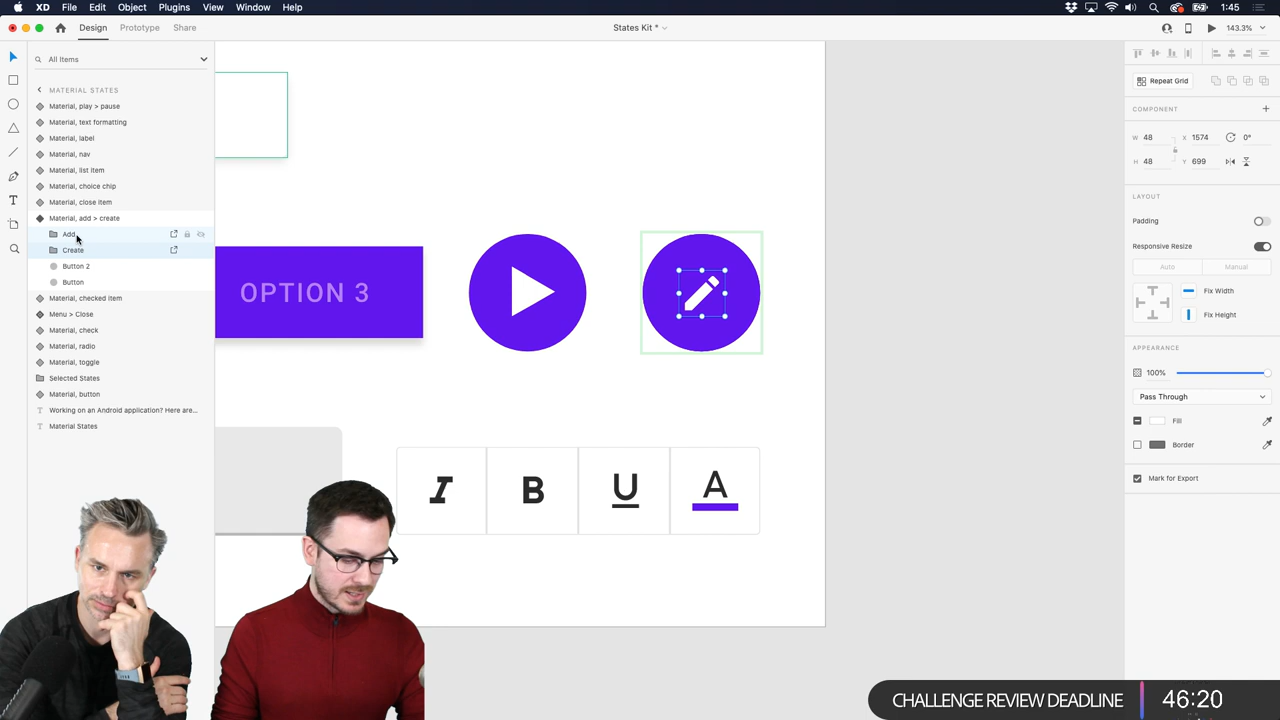 XD File Edit Object Plugins View Window Help 1:45
Design Prototype Share States Kit * 143.3%
All Items
MATERIAL STATES
Material, play > pause
Material, text formatting
Material, label
Material, nav
Material, list item
Material, choice chip
Material, close item
Material, add > create
Add
Create
Button 2
Button
Material, checked item
Menu > Close
Material, check
Material, radio
Material, toggle
Selected States
Material, button
Working on an Android application? Here are...
Material States
OPTION 3
I B U A
Repeat Grid
COMPONENT
W 48 X 1574 0°
H 48 Y 699
LAYOUT
Padding
Responsive Resize
Auto Manual
Fix Width
Fix Height
APPEARANCE
100%
Pass Through
Fill
Border
Mark for Export
CHALLENGE REVIEW DEADLINE 46:20